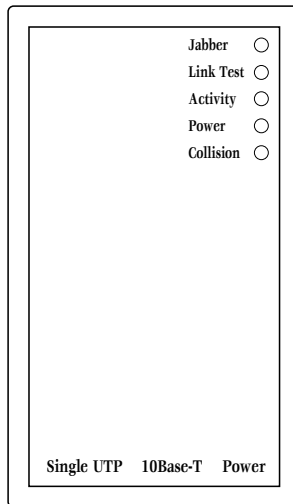 Jabber
Link Test
Activity
Power
Collision
Single UTP 10Base-T Power